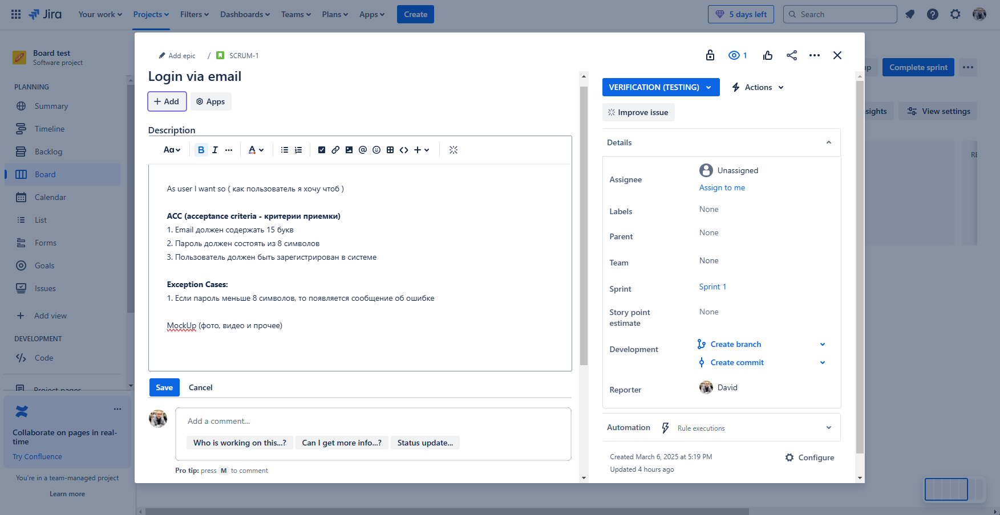 Jira
Your work
Projects
Filters
Dashboards
Teams
Plans
Apps
Create
5 days left
Search
Board test
Software project
PLANNING
Summary
Timeline
Backlog
Board
Calendar
List
Forms
Goals
Issues
Add view
DEVELOPMENT
Code
Project pages
Collaborate on pages in real-
time
Try Confluence
You're in a team-managed project
Learn more
Complete sprint
View settings
Add epic / SCRUM-1
1
Login via email
Add
Apps
Description
Aa
B I A
As user I want so ( как пользователь я хочу чтоб )
ACC (acceptance criteria - критерии приемки)
1. Email должен содержать 15 букв
2. Пароль должен состоять из 8 символов
3. Пользователь должен быть зарегистрирован в системе
Exception Cases:
1. Если пароль меньше 8 символов, то появляется сообщение об ошибке
MockUp (фото, видео и прочее)
Save
Cancel
Add a comment...
Who is working on this...?
Can I get more info...?
Status update...
Pro tip: press M to comment
VERIFICATION (TESTING)
Actions
Improve issue
Details
Assignee
Unassigned
Assign to me
Labels
None
Parent
None
Team
None
Sprint
Sprint 1
Story point
estimate
None
Development
Create branch
Create commit
Reporter
David
Automation
Rule executions
Created March 6, 2025 at 5:19 PM
Updated 4 hours ago
Configure